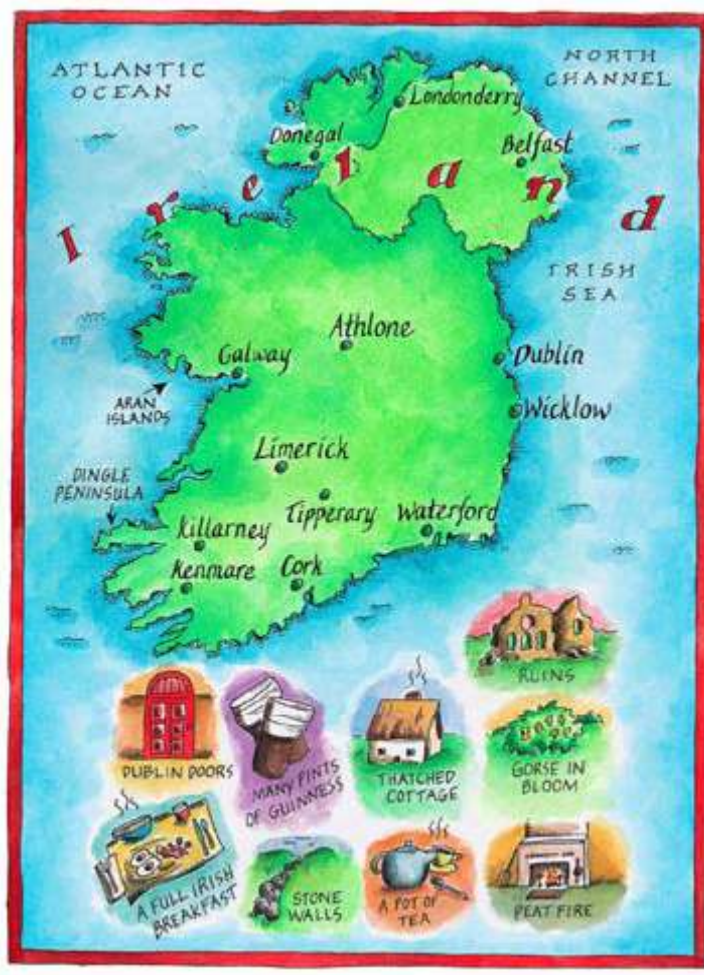 ATLANTIC
OCEAN
NORTH
CHANNEL
Londonderry
Donegal
Belfast
Ireland
IRISH
SEA
Athlone
Galway
Dublin
ARAN
ISLANDS
Wicklow
Limerick
DINGLE
PENINSULA
Tipperary
Waterford
Killarney
Kenmare
Cork
RUINS
DUBLIN DOORS
MANY PINTS
OF GUINNESS
THATCHED
COTTAGE
GORSE IN
BLOOM
A FULL IRISH
BREAKFAST
STONE
WALLS
A POT OF
TEA
PEAT FIRE